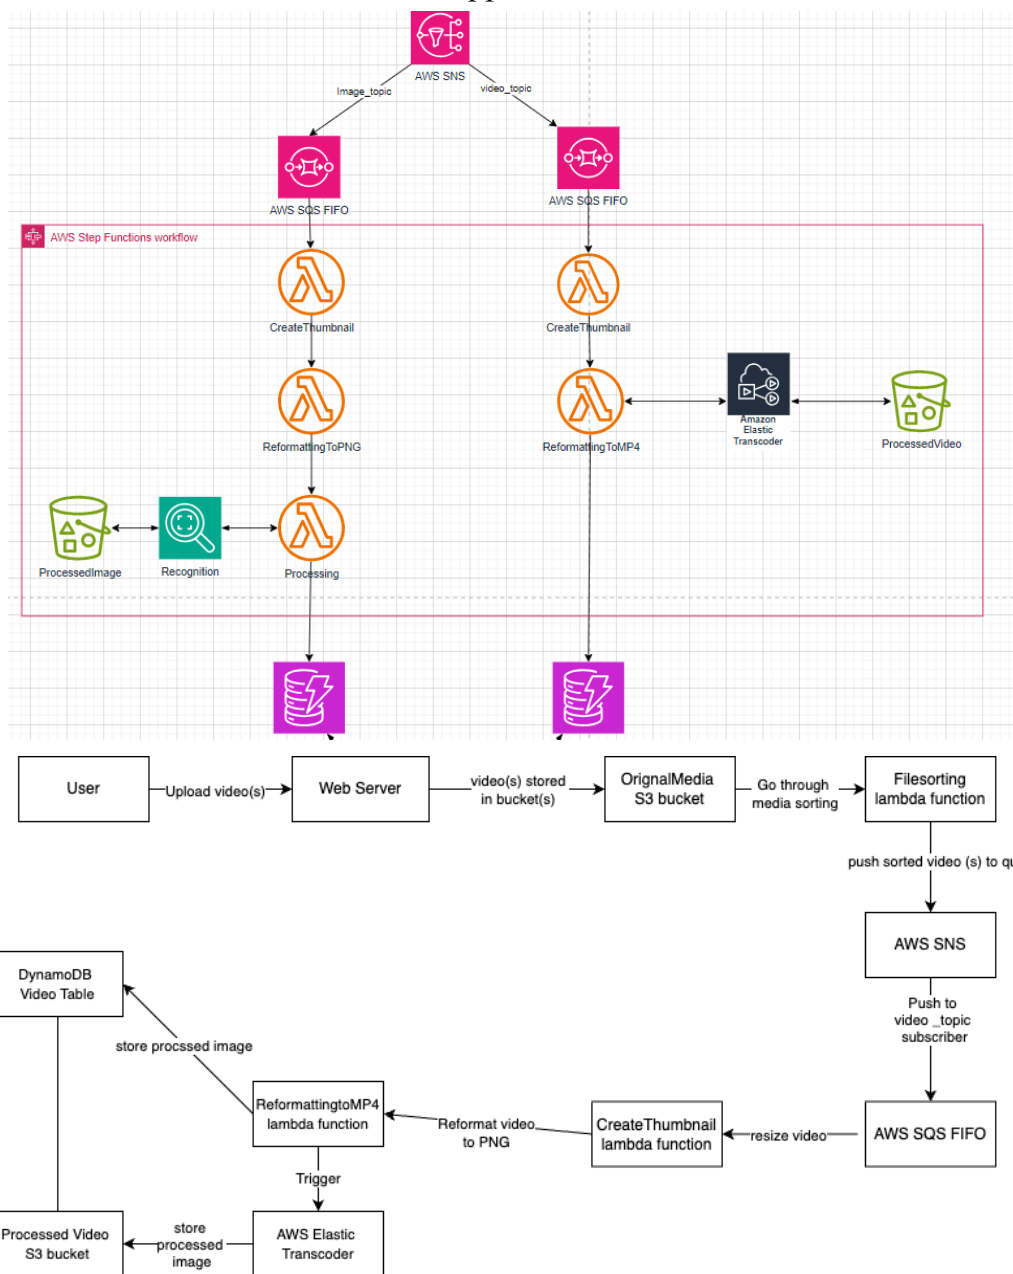 AWS SNS
Image_topic
video_topic
AWS SQS FIFO
AWS SQS FIFO
AWS Step Functions workflow
CreateThumbnail
CreateThumbnail
ReformattingToPNG
ReformattingToMP4
Amazon
Elastic
Transcoder
ProcessedVideo
ProcessedImage
Recognition
Processing
User
Upload video(s)
Web Server
video(s) stored
in bucket(s)
OrignalMedia
S3 bucket
Go through
media sorting
Filesorting
lambda function
push sorted video (s) to qu
AWS SNS
Push to
video _topic
subscriber
AWS SQS FIFO
resize video
CreateThumbnail
lambda function
Reformat video
to PNG
ReformattingtoMP4
lambda function
store procssed image
DynamoDB
Video Table
Trigger
AWS Elastic
Transcoder
store
processed
image
Processed Video
S3 bucket